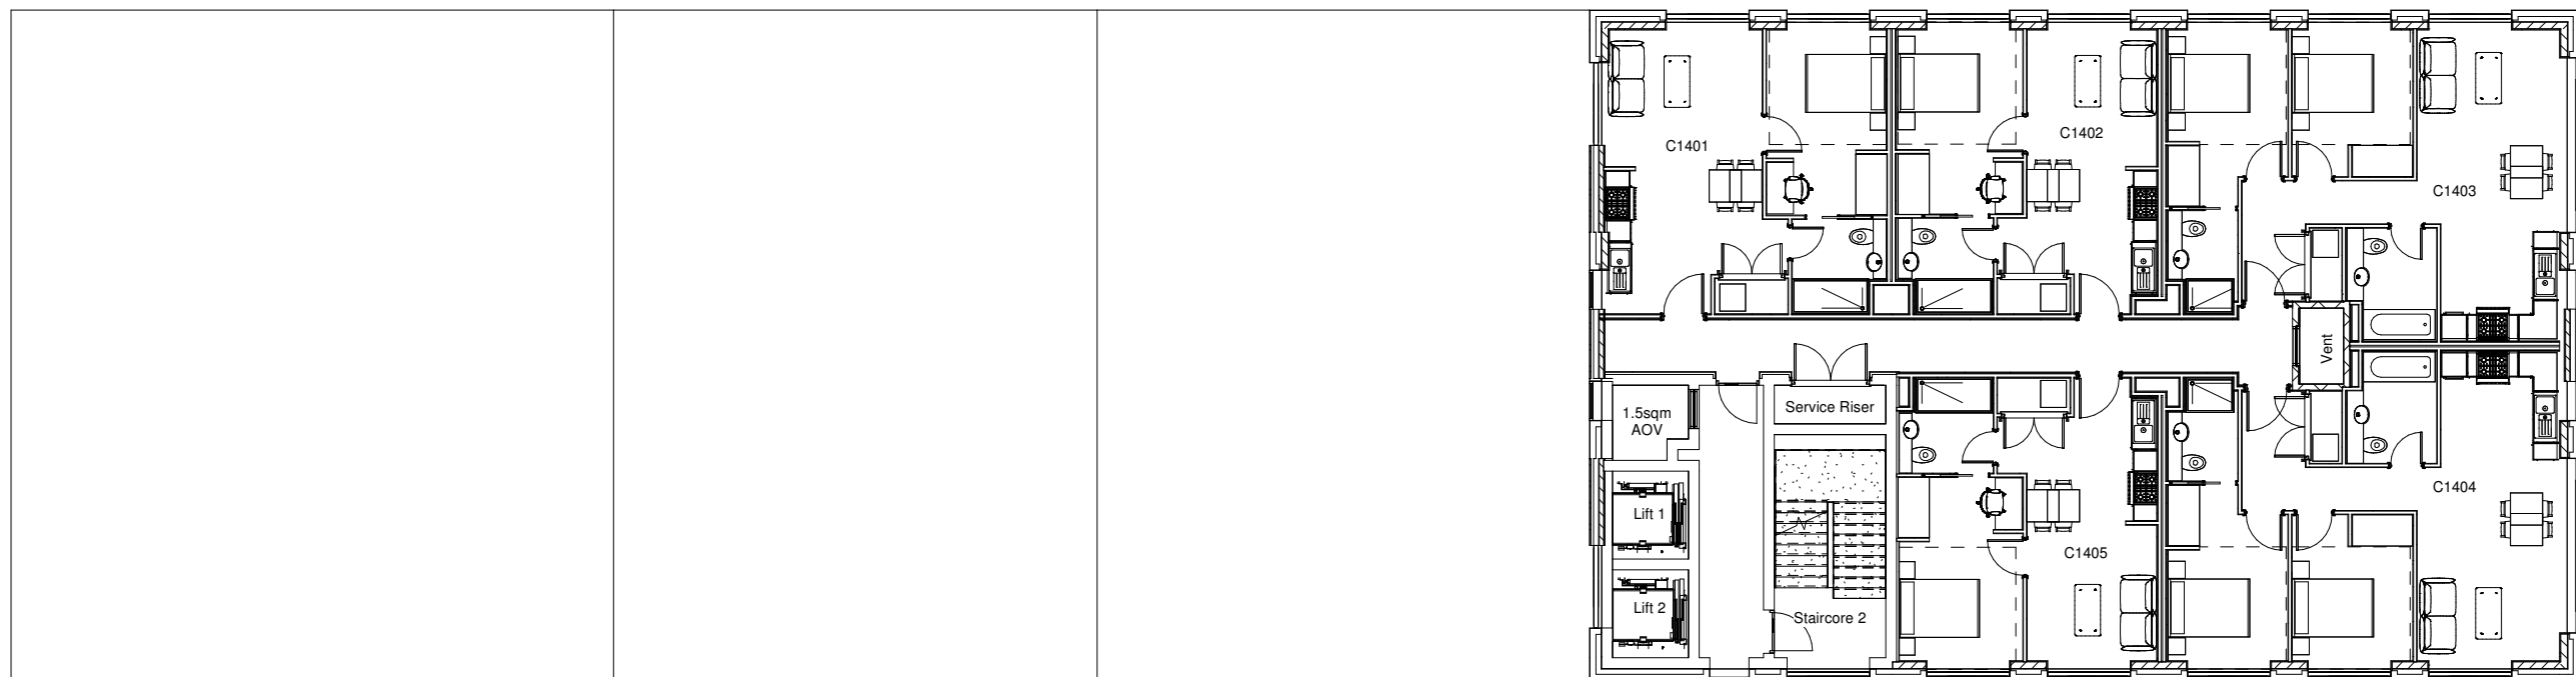 C1401
C1402
C1403
Vent
1.5sqm
AOV
Service Riser
C1404
Lift 1
C1405
Lift 2
Staircore 2